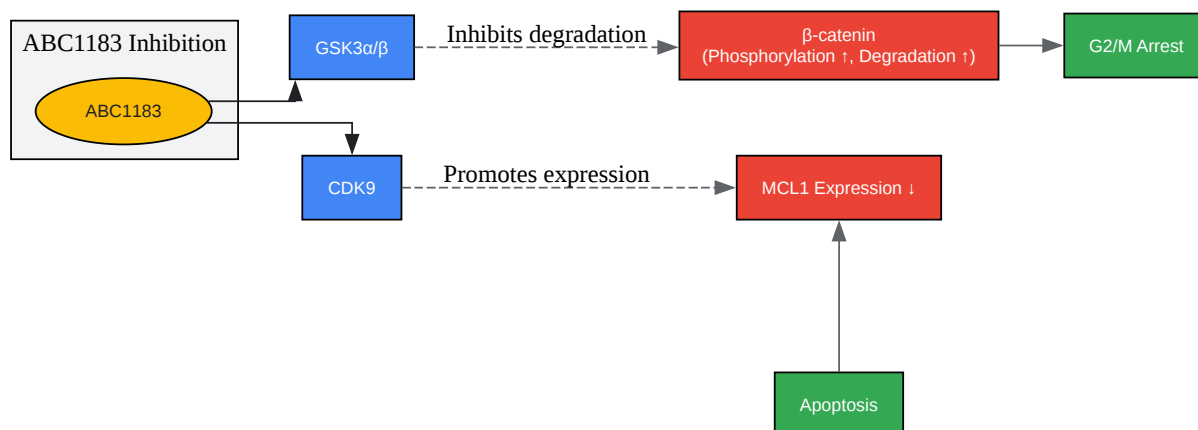 ABC1183 Inhibition
ABC1183
GSK3α/β
Inhibits degradation
β-catenin
(Phosphorylation ↑, Degradation ↑)
G2/M Arrest
CDK9
Promotes expression
MCL1 Expression ↓
Apoptosis